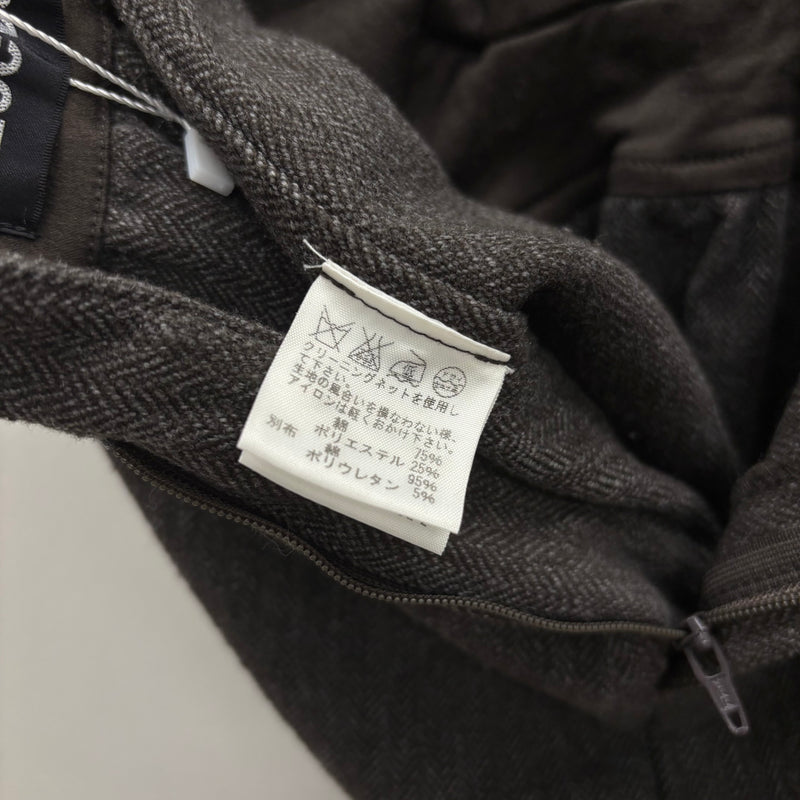 クリーニングネットを使用し
て下さい。
生地の風合いを損なわない様、
アイロンは軽くおかけ下さい。
綿 75%
ポリエステル 25%
別布 綿 95%
ポリウレタン 5%